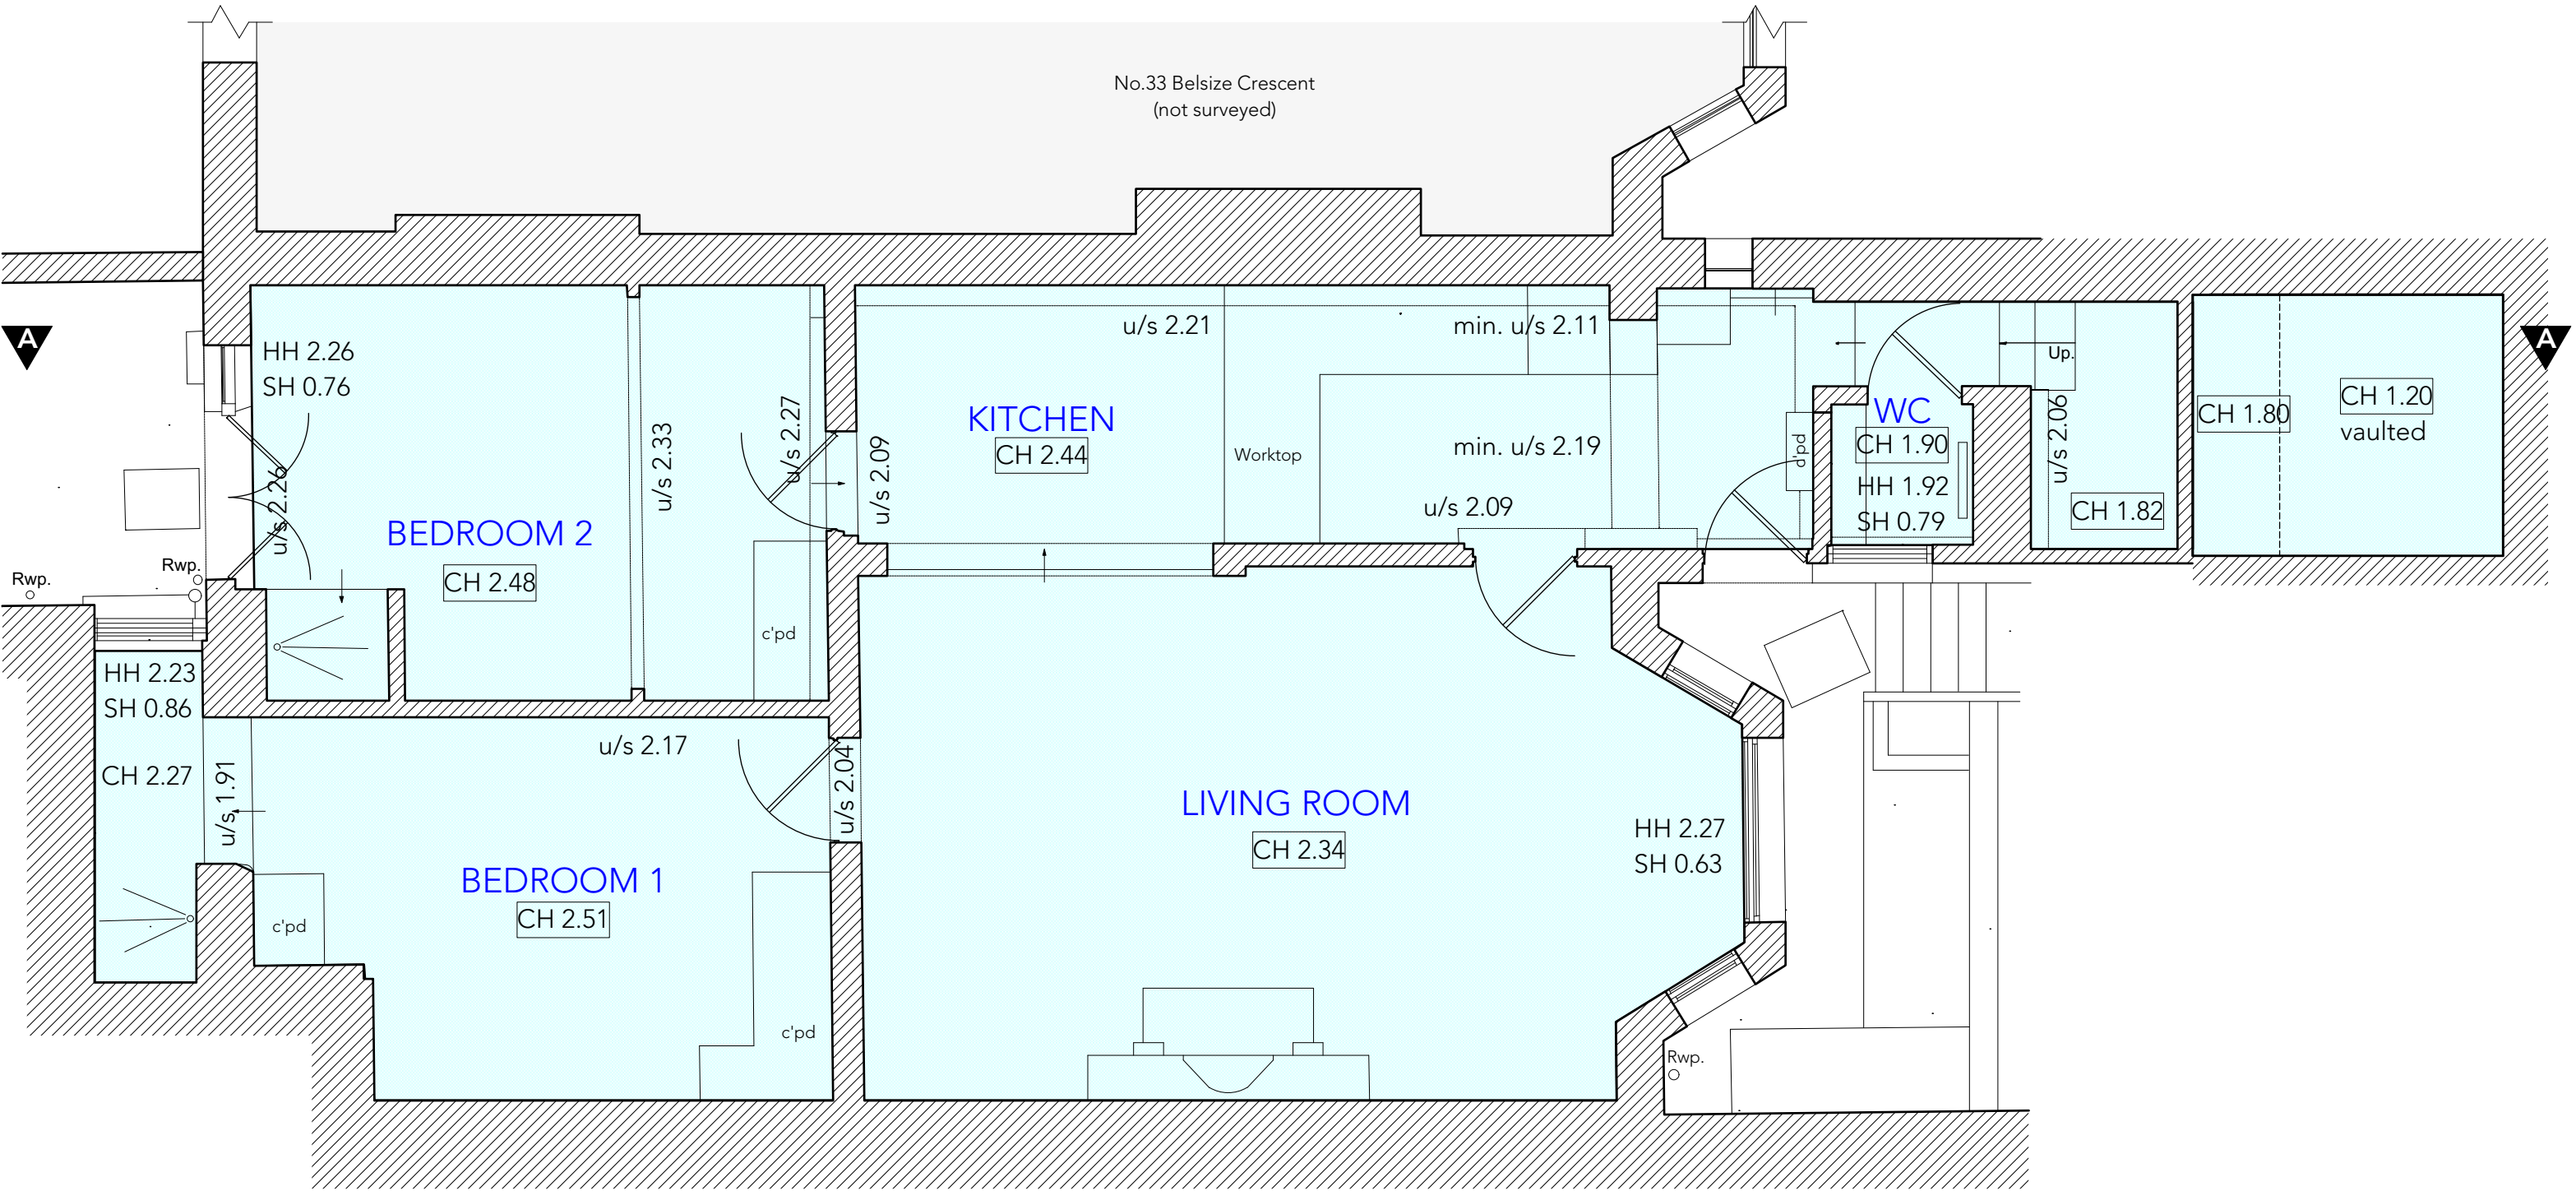 No.33 Belsize Crescent
(not surveyed)
A
A
HH 2.26
SH 0.76
u/s 2.26
BEDROOM 2
CH 2.48
u/s 2.33
u/s 2.27
c'pd
u/s 2.09
KITCHEN
CH 2.44
u/s 2.21
Worktop
min. u/s 2.11
min. u/s 2.19
u/s 2.09
c'pd
WC
CH 1.90
HH 1.92
SH 0.79
Up.
u/s 2.06
CH 1.82
CH 1.80
CH 1.20
vaulted
Rwp.
Rwp.
HH 2.23
SH 0.86
CH 2.27
u/s 1.91
u/s 2.17
u/s 2.04
BEDROOM 1
CH 2.51
c'pd
c'pd
LIVING ROOM
CH 2.34
HH 2.27
SH 0.63
Rwp.